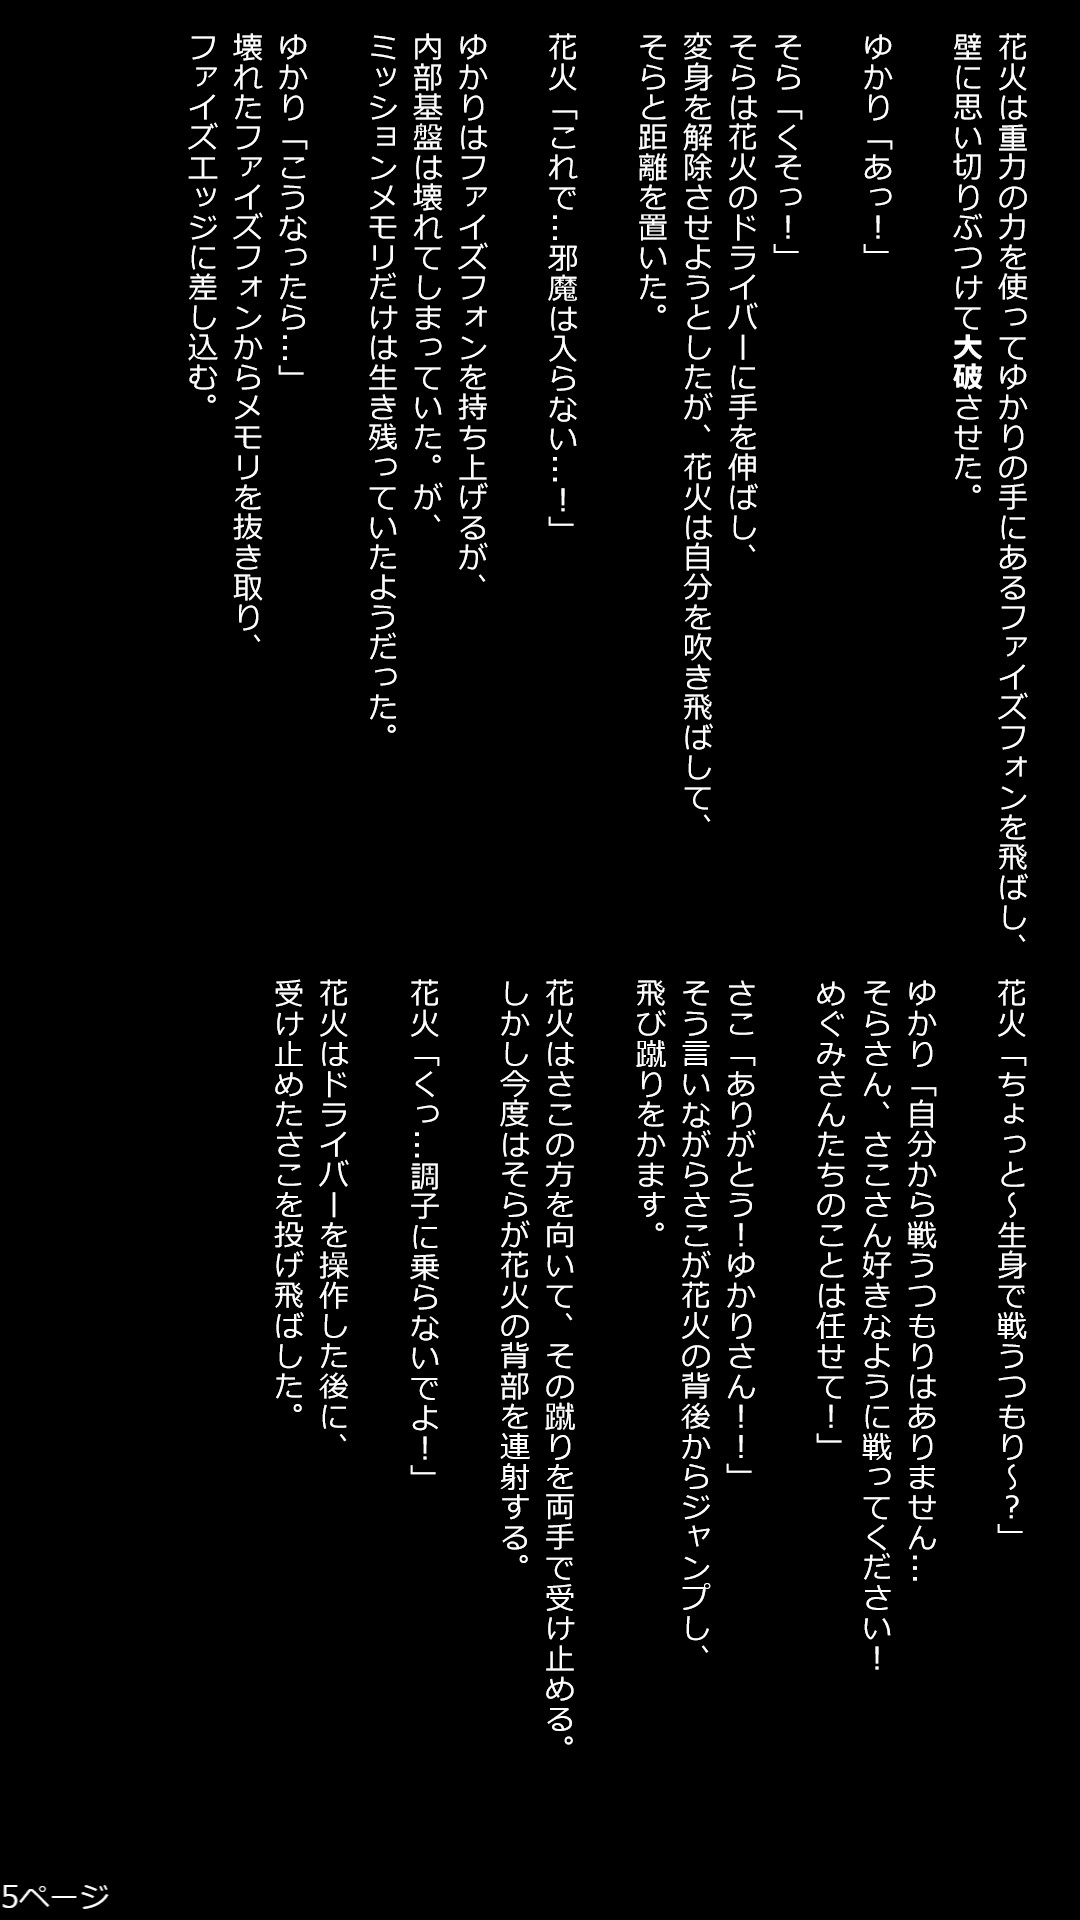 花火は重力の力を使ってゆかりの手にあるファイズフォンを飛ばし、
壁に思い切りぶつけて大破させた。
ゆかり「あっ！」
そら「くそっ！」
そらは花火のドライバーに手を伸ばし、
変身を解除させようとしたが、花火は自分を吹き飛ばして、
そらと距離を置いた。
花火「これで…邪魔は入らない…！」
ゆかりはファイズフォンを持ち上げるが、
内部基盤は壊れてしまっていた。が、
ミッションメモリだけは生き残っていたようだった。
ゆかり「こうなったら…」
壊れたファイズフォンからメモリを抜き取り、
ファイズエッジに差し込む。
花火「ちょっと～生身で戦うつもり～？」
ゆかり「自分から戦うつもりはありません…
そらさん、さこさん好きなように戦ってください！
めぐみさんたちのことは任せて！」
さこ「ありがとう！ゆかりさん！！」
そう言いながらさこが花火の背後からジャンプし、
飛び蹴りをかます。
花火はさこの方を向いて、その蹴りを両手で受け止める。
しかし今度はそらが花火の背部を連射する。
花火「くっ…調子に乗らないでよ！」
花火はドライバーを操作した後に、
受け止めたさこを投げ飛ばした。
5ページ